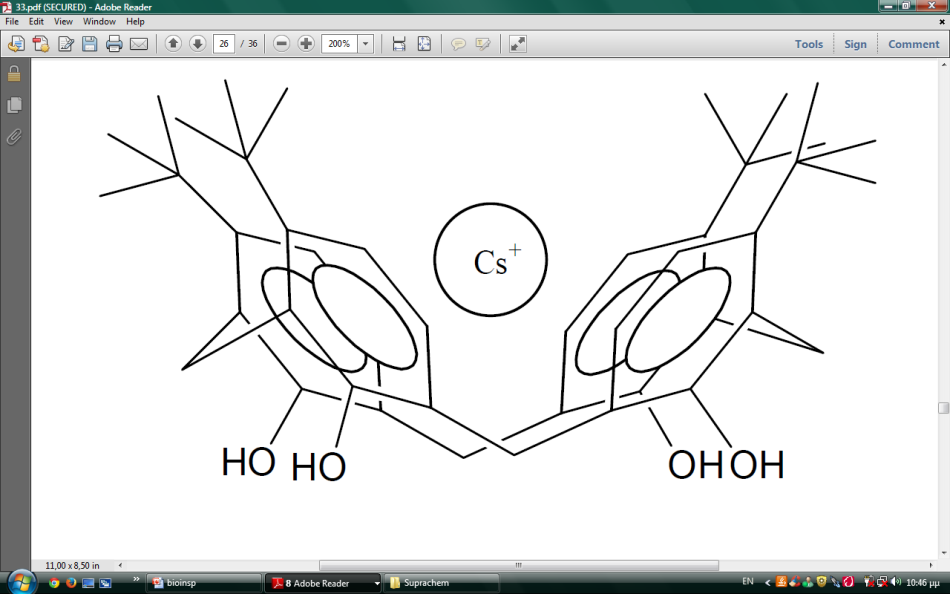 33.pdf (SECURED) - Adobe Reader
File Edit View Window Help
26 / 36 200% Tools Sign Comment
Cs+
HO HO OH OH
11,00 x 8,50 in
bioinsp 8 Adobe Reader Suprachem EN 10:46 μμ